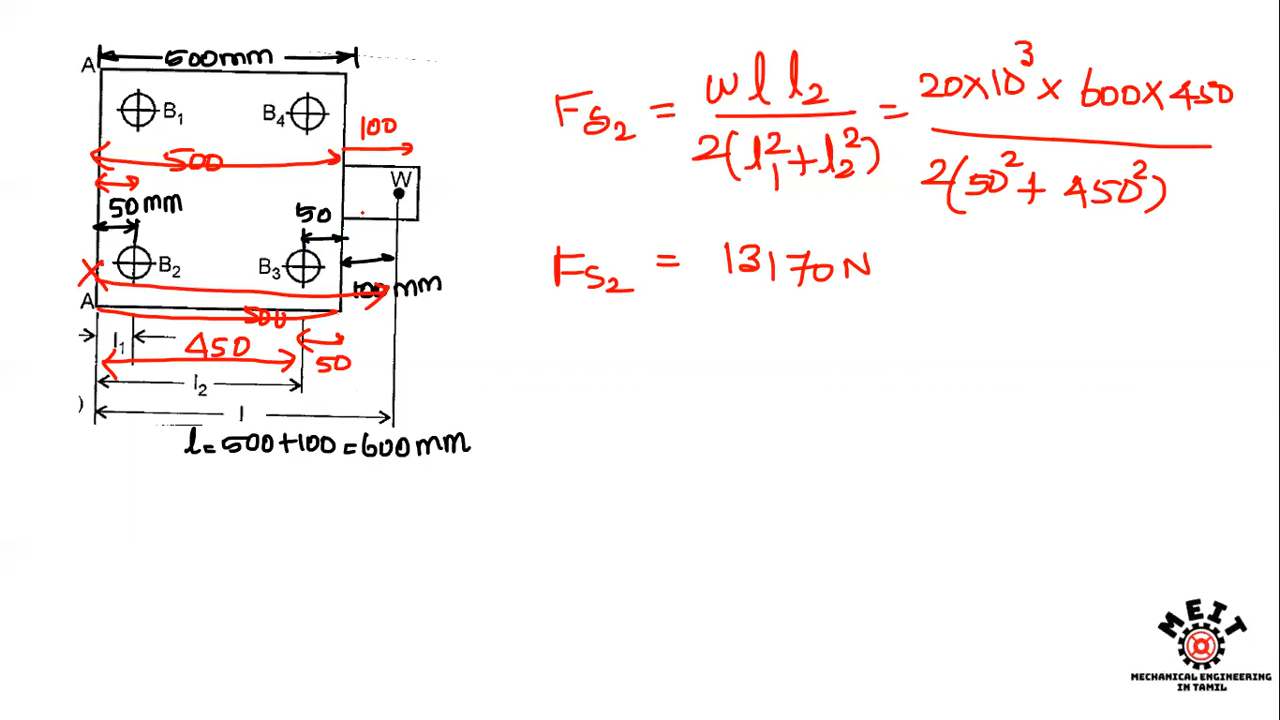 500mm
A
B1
B4
100
500
W
50mm
50
B2
B3
A
100mm
500
l1
450
50
l2
)
l
l = 500+100 = 600mm
FS2 = W l l2 / 2(l1² + l2²) = 20×10³ × 600×450 / 2(50² + 450²)
FS2 = 13170N
MEIT
MECHANICAL ENGINEERING
IN TAMIL